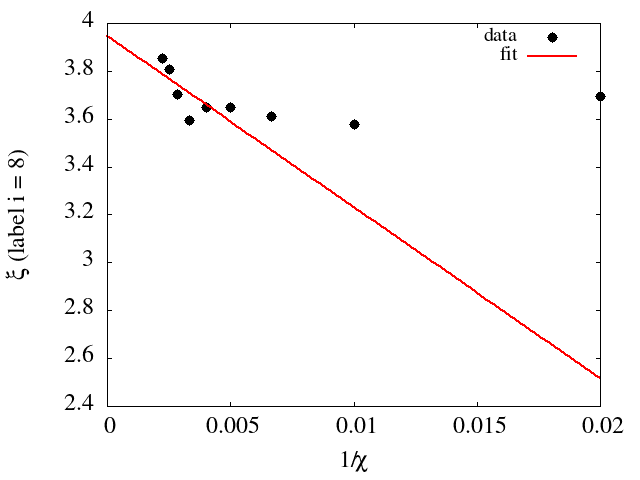 4
3.8
3.6
3.4
3.2
3
2.8
2.6
2.4
ξ (label i = 8)
data
fit
0 0.005 0.01 0.015 0.02
1/χ